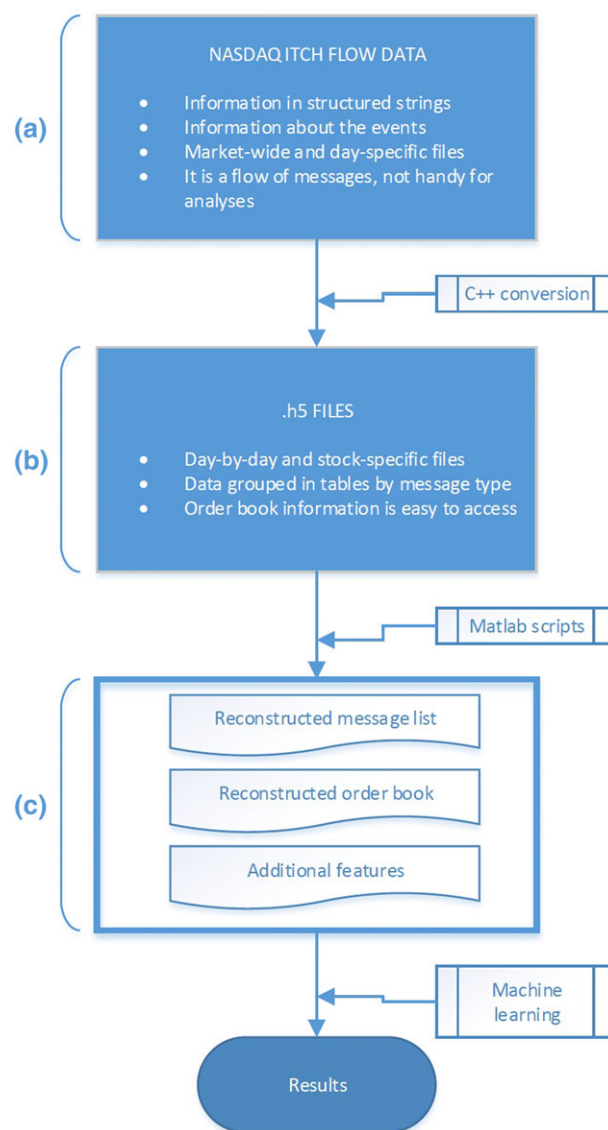 (a)
NASDAQ ITCH FLOW DATA
• Information in structured strings
• Information about the events
• Market-wide and day-specific files
• It is a flow of messages, not handy for
analyses
C++ conversion
(b)
.h5 FILES
• Day-by-day and stock-specific files
• Data grouped in tables by message type
• Order book information is easy to access
Matlab scripts
(c)
Reconstructed message list
Reconstructed order book
Additional features
Machine
learning
Results